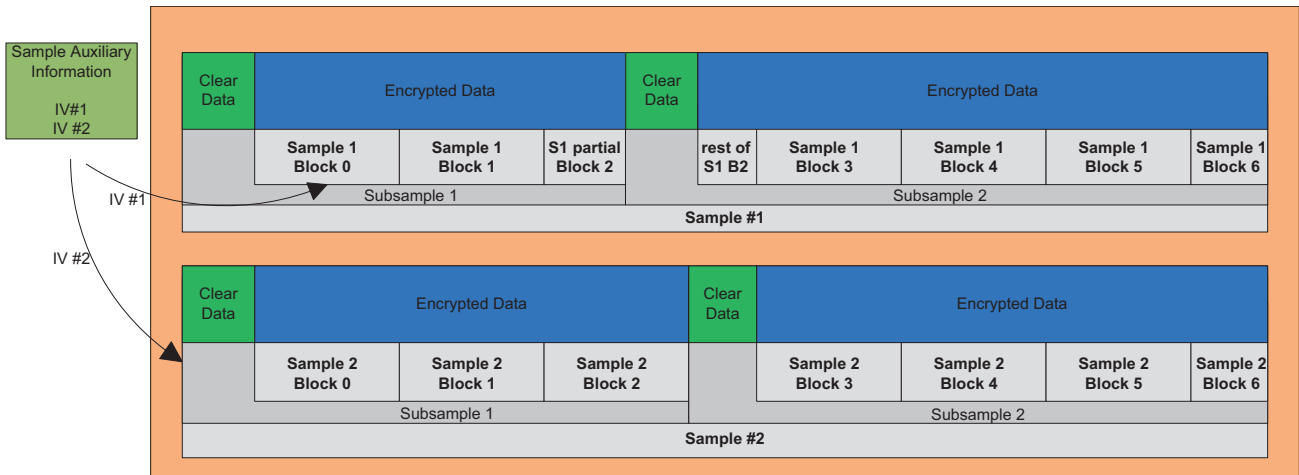 Sample Auxiliary
Information
IV#1
IV #2
IV #1
IV #2
Clear
Data
Encrypted Data
Clear
Data
Encrypted Data
Sample 1
Block 0
Sample 1
Block 1
S1 partial
Block 2
rest of
S1 B2
Sample 1
Block 3
Sample 1
Block 4
Sample 1
Block 5
Sample 1
Block 6
Subsample 1
Subsample 2
Sample #1
Clear
Data
Encrypted Data
Clear
Data
Encrypted Data
Sample 2
Block 0
Sample 2
Block 1
Sample 2
Block 2
Sample 2
Block 3
Sample 2
Block 4
Sample 2
Block 5
Sample 2
Block 6
Subsample 1
Subsample 2
Sample #2